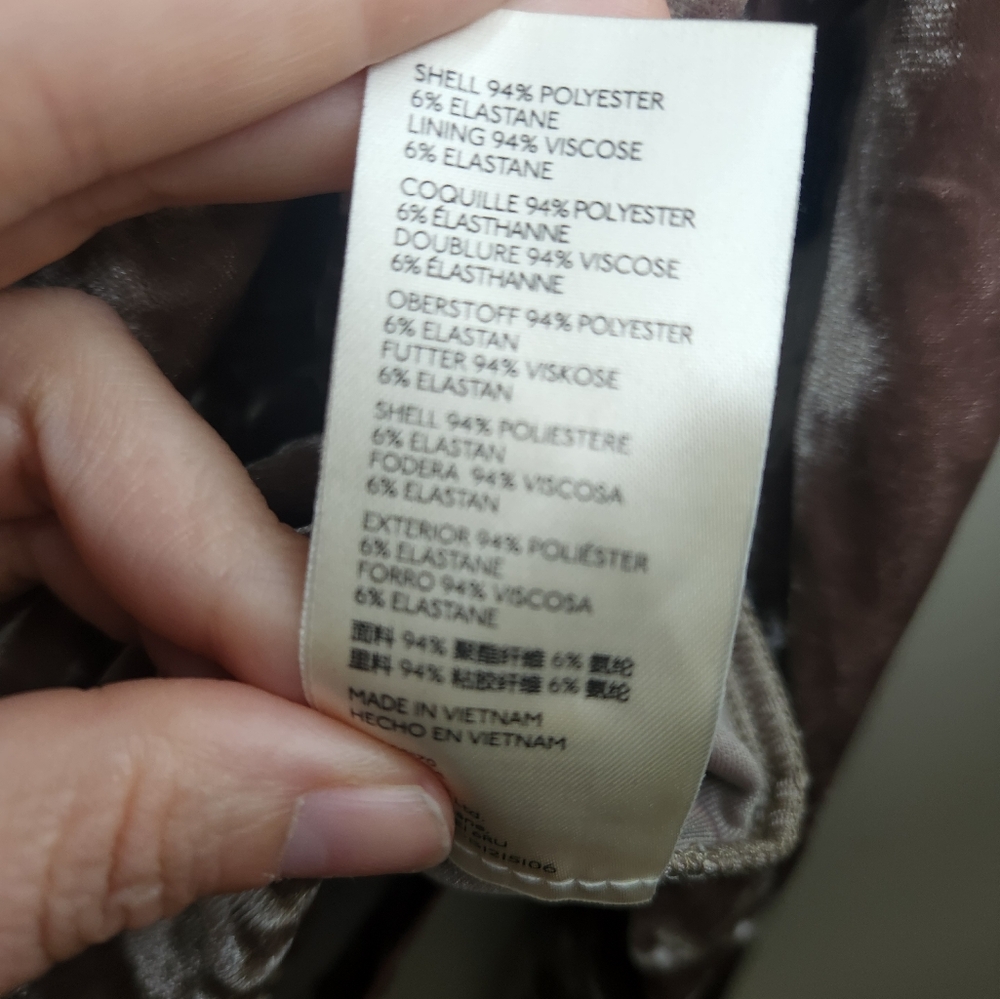 SHELL 94% POLYESTER
6% ELASTANE
LINING 94% VISCOSE
6% ELASTANE
COQUILLE 94% POLYESTER
6% ÉLASTHANNE
DOUBLURE 94% VISCOSE
6% ÉLASTHANNE
OBERSTOFF 94% POLYESTER
6% ELASTAN
FUTTER 94% VISKOSE
6% ELASTAN
SHELL 94% POLIESTERE
6% ELASTAN
FODERA 94% VISCOSA
6% ELASTAN
EXTERIOR 94% POLIÉSTER
6% ELASTANE
FORRO 94% VISCOSA
6% ELASTANE
面料 94% 聚酯纤维 6% 氨纶
里料 94% 粘胶纤维 6% 氨纶
MADE IN VIETNAM
HECHO EN VIETNAM
6RU